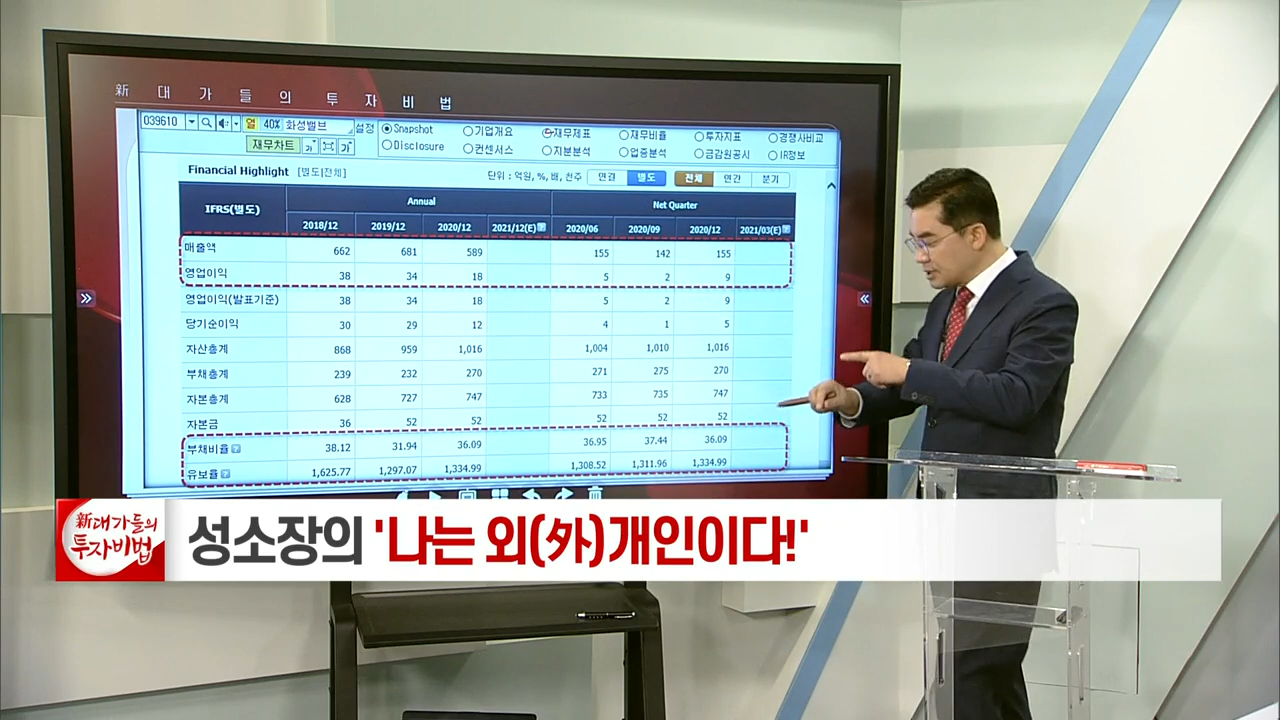 新 대 가 들 의 투 자 비 법
039610 열 40% 화성밸브 설정 Snapshot 기업개요 재무제표 재무비율 투자지표 경쟁사비교
재무차트 Disclosure 컨센서스 지분분석 업종분석 금감원공시 IR정보
Financial Highlight [별도|전체] 단위 : 억원, %, 배, 천주 연결 별도 전체 연간 분기
IFRS(별도) Annual Net Quarter
2018/12 2019/12 2020/12 2021/12(E) 2020/06 2020/09 2020/12 2021/03(E)
매출액 662 681 589 155 142 155
영업이익 38 34 18 5 2 9
영업이익(발표기준) 38 34 18 5 2 9
당기순이익 30 29 12 4 1 5
자산총계 868 959 1,016 1,004 1,010 1,016
부채총계 239 232 270 271 275 270
자본총계 628 727 747 733 735 747
자본금 36 52 52 52 52 52
부채비율 38.12 31.94 36.09 36.95 37.44 36.09
유보율 1,625.77 1,297.07 1,334.99 1,308.52 1,311.96 1,334.99
新대가들의
투자비법
성소장의 '나는 외(外)개인이다!'